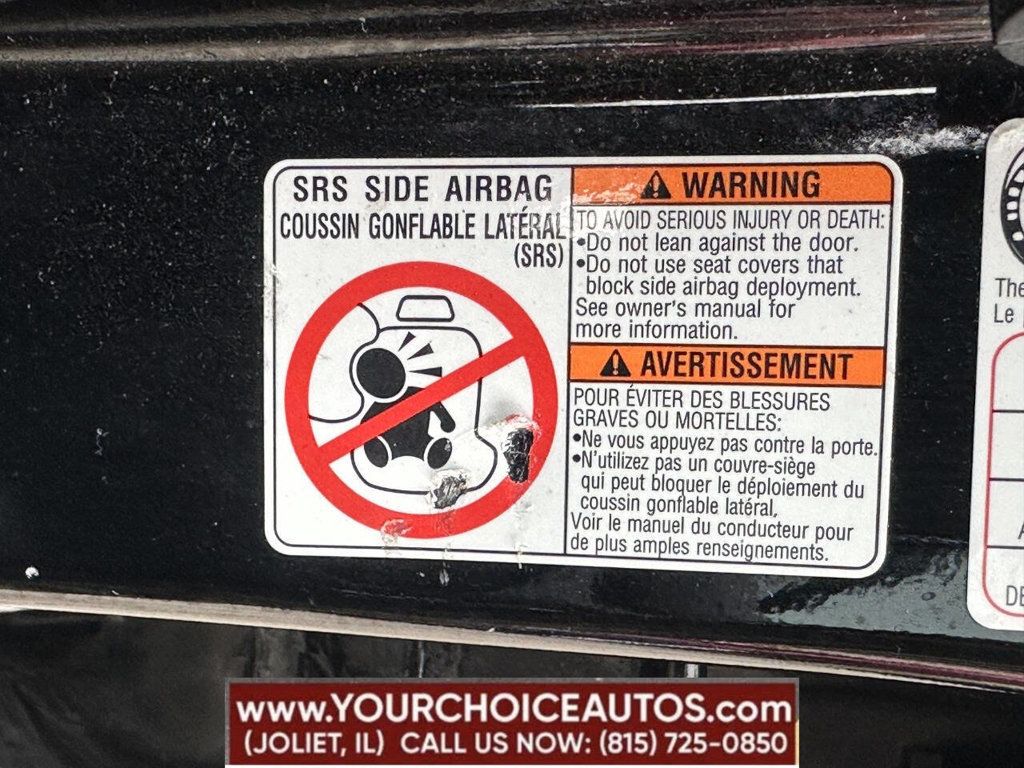 SRS SIDE AIRBAG
COUSSIN GONFLABLE LATÉRAL
(SRS)
WARNING
TO AVOID SERIOUS INJURY OR DEATH:
•Do not lean against the door.
•Do not use seat covers that
block side airbag deployment.
See owner's manual for
more information.
AVERTISSEMENT
POUR ÉVITER DES BLESSURES
GRAVES OU MORTELLES:
•Ne vous appuyez pas contre la porte.
•N'utilizez pas un couvre-siège
qui peut bloquer le déploiement du
coussin gonflable latéral,
Voir le manuel du conducteur pour
de plus amples renseignements.
The
Le
www.YOURCHOICEAUTOS.com
(JOLIET, IL) CALL US NOW: (815) 725-0850